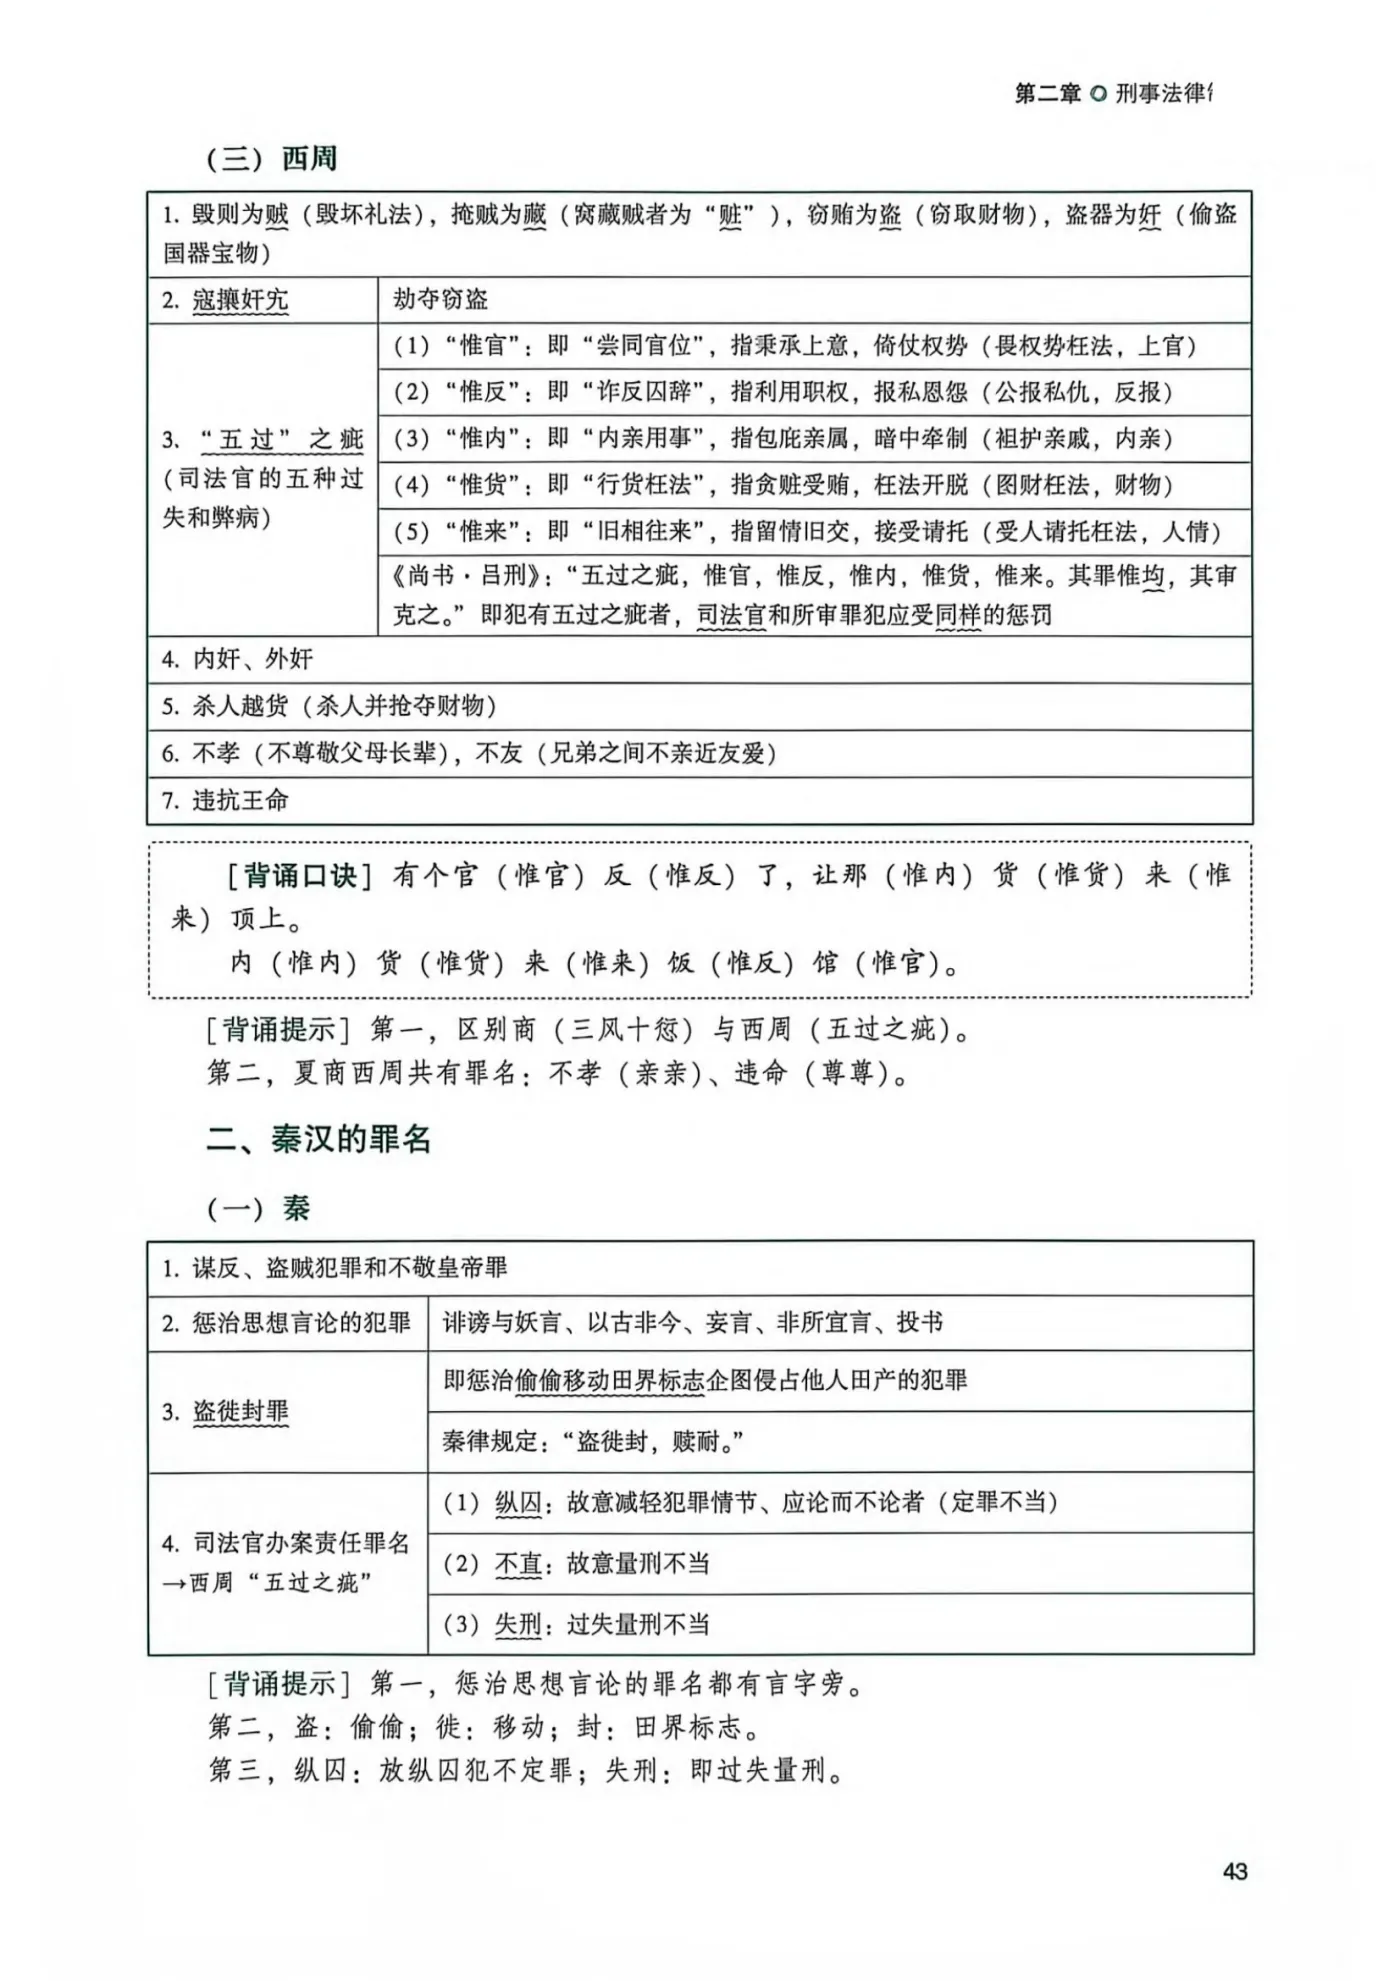 第二章 刑事法律
(三) 西周
1. 毁则为贼 (毁坏礼法), 掩贼为藏 (窝藏贼者为“赃”), 窃贿为盗 (窃取财物), 盗器为奸 (偷盗
国器宝物)
2. 寇攘奸宄
劫夺窃盗
3. “五过”之疵
(司法官的五种过
失和弊病)
(1) “惟官”: 即“尝同官位”, 指秉承上意, 倚仗权势 (畏权势枉法, 上官)
(2) “惟反”: 即“诈反囚辞”, 指利用职权, 报私恩怨 (公报私仇, 反报)
(3) “惟内”: 即“内亲用事”, 指包庇亲属, 暗中牵制 (袒护亲戚, 内亲)
(4) “惟货”: 即“行货枉法”, 指贪赃受贿, 枉法开脱 (图财枉法, 财物)
(5) “惟来”: 即“旧相往来”, 指留情旧交, 接受请托 (受人请托枉法, 人情)
《尚书·吕刑》: “五过之疵, 惟官, 惟反, 惟内, 惟货, 惟来。其罪惟均, 其审
克之。” 即犯有五过之疵者, 司法官和所审罪犯应受同样的惩罚
4. 内奸、外奸
5. 杀人越货 (杀人并抢夺财物)
6. 不孝 (不尊敬父母长辈), 不友 (兄弟之间不亲近友爱)
7. 违抗王命
[背诵口诀] 有个官 (惟官) 反 (惟反) 了, 让那 (惟内) 货 (惟货) 来 (惟
来) 顶上。
内 (惟内) 货 (惟货) 来 (惟来) 饭 (惟反) 馆 (惟官)。
[背诵提示] 第一, 区别商 (三风十愆) 与西周 (五过之疵)。
第二, 夏商西周共有罪名: 不孝 (亲亲)、违命 (尊尊)。
二、秦汉的罪名
(一) 秦
1. 谋反、盗贼犯罪和不敬皇帝罪
2. 惩治思想言论的犯罪
诽谤与妖言、以古非今、妄言、非所宜言、投书
3. 盗徙封罪
即惩治偷偷移动田界标志企图侵占他人田产的犯罪
秦律规定: “盗徙封, 赎耐。”
4. 司法官办案责任罪名
→西周“五过之疵”
(1) 纵囚: 故意减轻犯罪情节、应论而不论者 (定罪不当)
(2) 不直: 故意量刑不当
(3) 失刑: 过失量刑不当
[背诵提示] 第一, 惩治思想言论的罪名都有言字旁。
第二, 盗: 偷偷; 徙: 移动; 封: 田界标志。
第三, 纵囚: 放纵囚犯不定罪; 失刑: 即过失量刑。
43